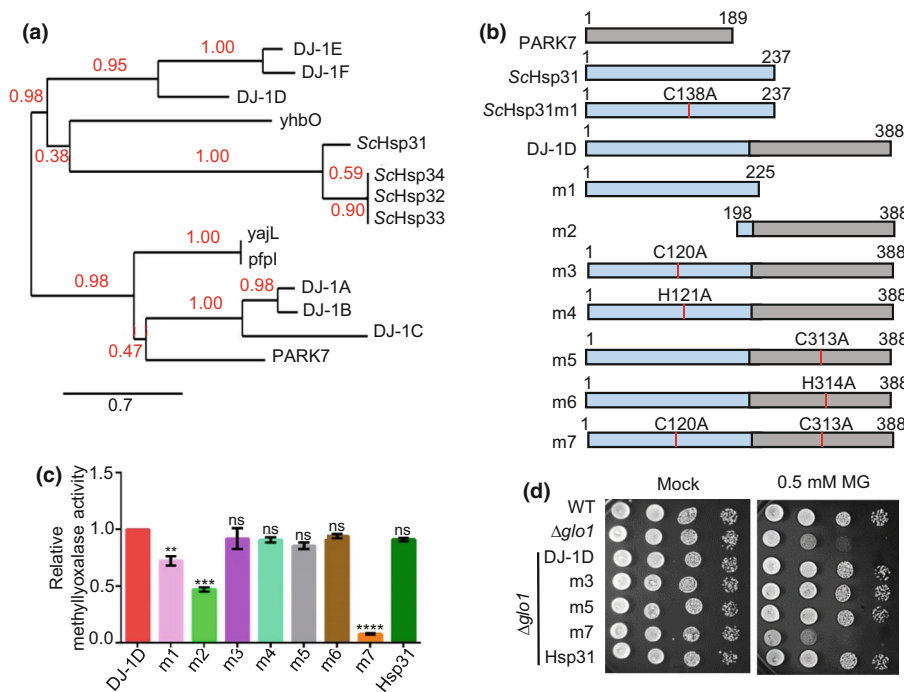 (a)
1.00
DJ-1E
DJ-1F
0.95
DJ-1D
0.98
yhbO
0.38
1.00
ScHsp31
0.59
ScHsp34
ScHsp32
0.90
ScHsp33
1.00
yajL
pfpI
0.98
0.98
DJ-1A
1.00
DJ-1B
DJ-1C
0.47
PARK7
0.7
(b)
1 189
PARK7
1 237
ScHsp31
1 C138A 237
ScHsp31m1
1 388
DJ-1D
1 225
m1
198 388
m2
1 C120A 388
m3
1 H121A 388
m4
1 C313A 388
m5
1 H314A 388
m6
1 C120A C313A 388
m7
(c)
Relative
methyllyoxalase activity
1.5
1.0
0.5
0.0
** *** ns ns ns ns **** ns
DJ-1D m1 m2 m3 m4 m5 m6 m7 Hsp31
(d)
Mock 0.5 mM MG
WT
Δglo1
Δglo1
DJ-1D
m3
m5
m7
Hsp31